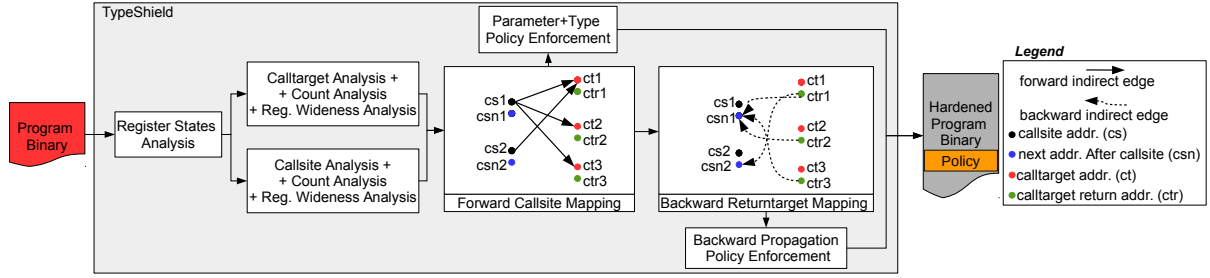 TypeShield
Program
Binary
Register States
Analysis
Calltarget Analysis +
+ Count Analysis
+ Reg. Wideness Analysis
Callsite Analysis +
+ Count Analysis
+ Reg. Wideness Analysis
Parameter+Type
Policy Enforcement
cs1
csn1
cs2
csn2
ct1
ctr1
ct2
ctr2
ct3
ctr3
Forward Callsite Mapping
cs1
csn1
cs2
csn2
ct1
ctr1
ct2
ctr2
ct3
ctr3
Backward Returntarget Mapping
Backward Propagation
Policy Enforcement
Hardened
Program
Binary
Policy
Legend
forward indirect edge
backward indirect edge
callsite addr. (cs)
next addr. After callsite (csn)
calltarget addr. (ct)
calltarget return addr. (ctr)